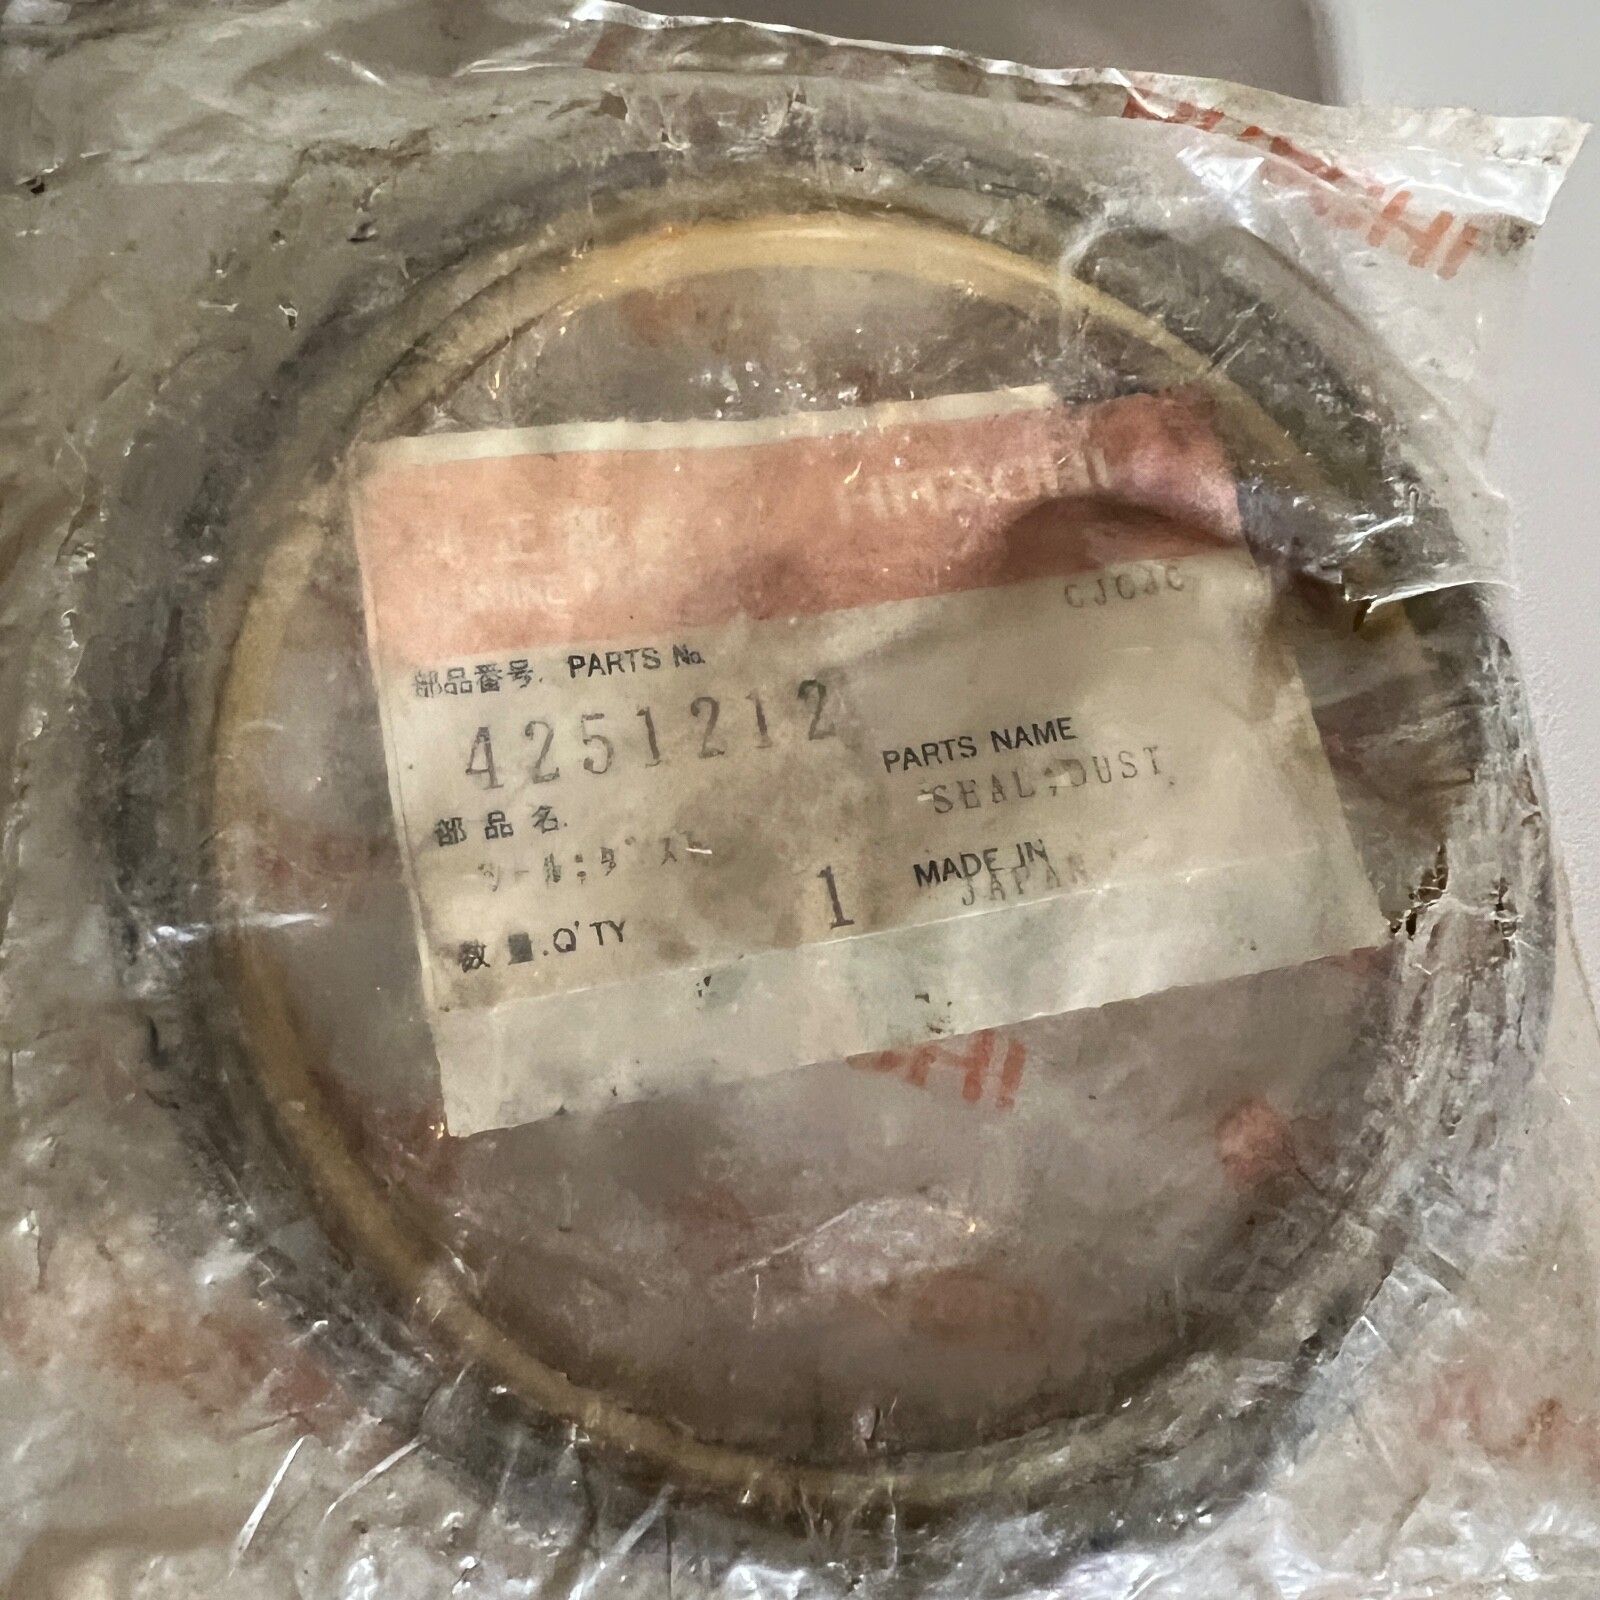 HITACHI
HITACHI
CJCJC
部品番号. PARTS No.
4251212
PARTS NAME
SEAL;DUST
部品名.
シール;ダスト
MADE IN
JAPAN
数量.Q'TY 1